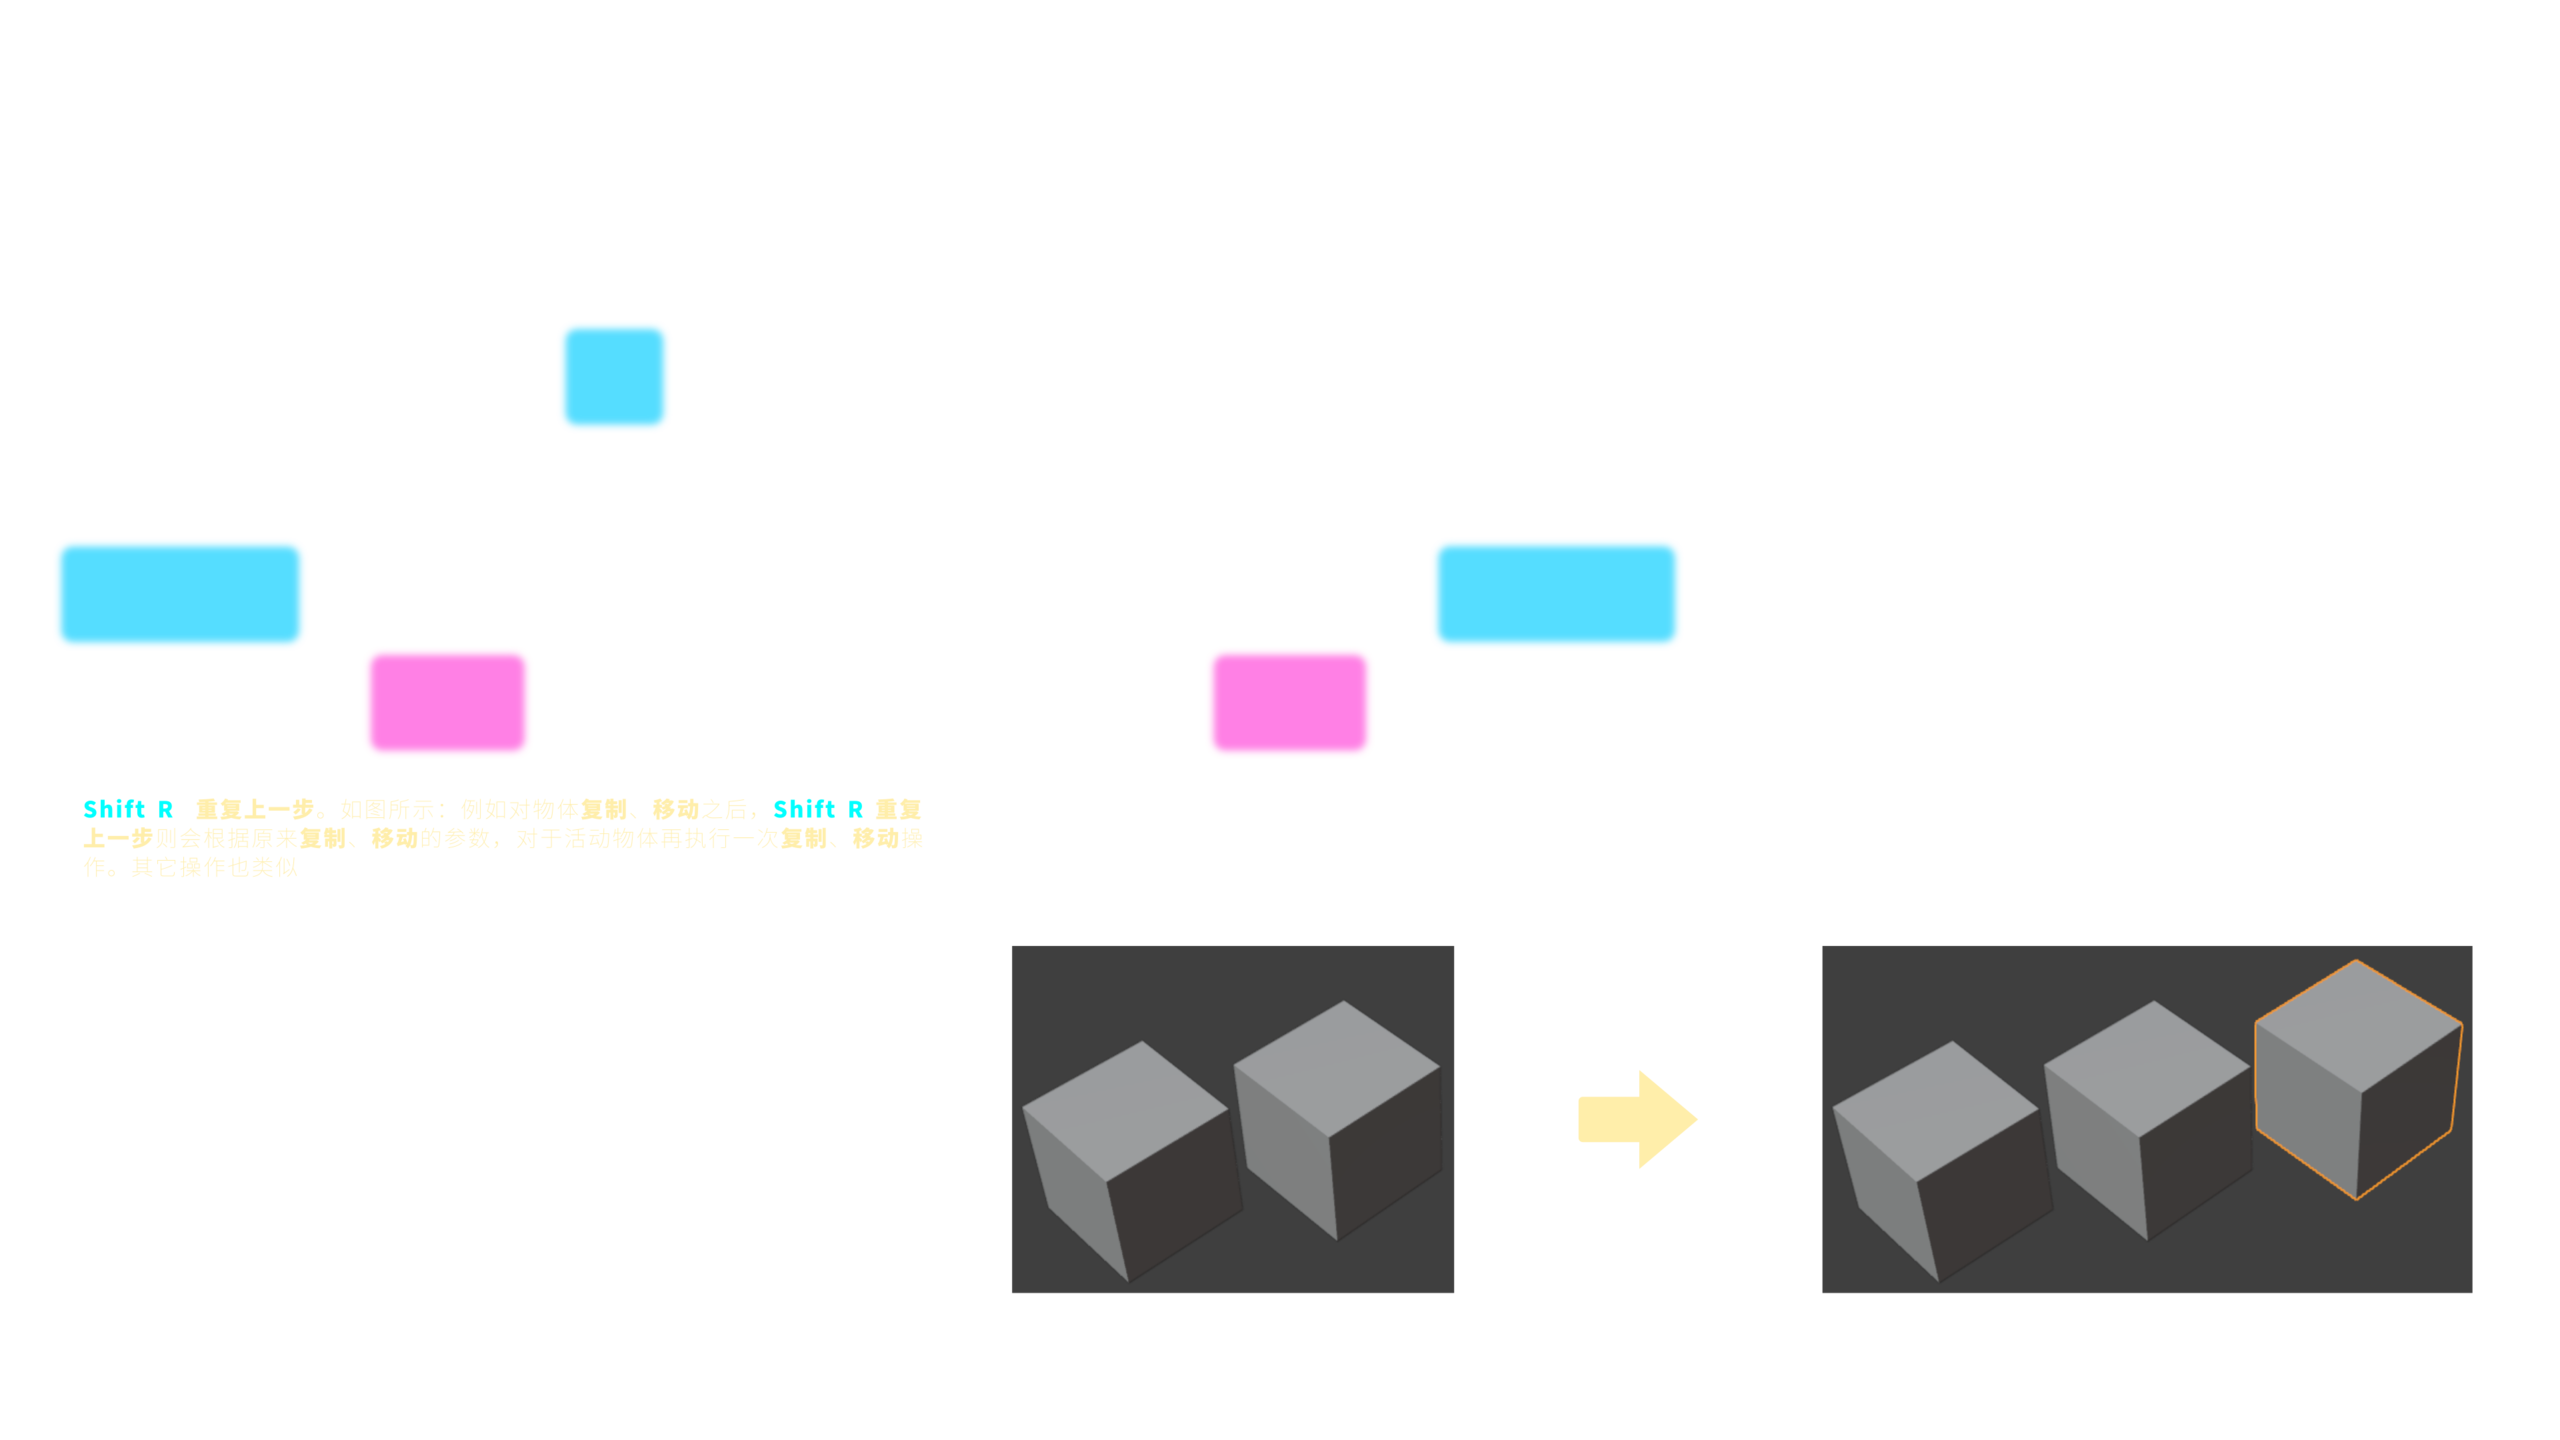 Shift R 重复上一步。如图所示：例如对物体复制、移动之后，Shift R 重复
上一步则会根据原来复制、移动的参数，对于活动物体再执行一次复制、移动操
作。其它操作也类似